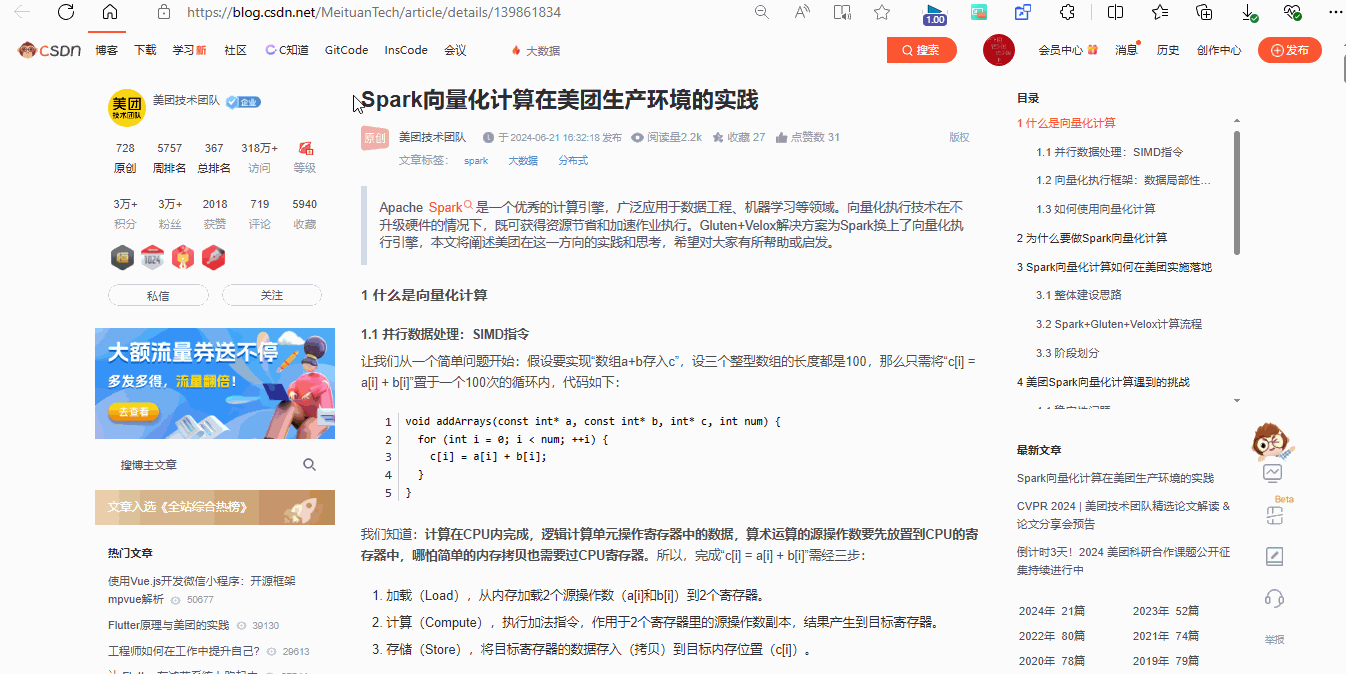 https://blog.csdn.net/MeituanTech/article/details/139861834
1.00
CSDN 博客 下载 学习新 社区 C知道 GitCode InsCode 会议 大数据 搜索 会员中心 消息 历史 创作中心 发布
美团
技术团队
美团技术团队 企业
728 5757 367 318万+
原创 周排名 总排名 访问 等级
3万+ 3万+ 2018 719 5940
积分 粉丝 获赞 评论 收藏
1024
私信 关注
大额流量券送不停
多发多得，流量翻倍！
去查看
搜博主文章
文章入选《全站综合热榜》
热门文章
使用Vue.js开发微信小程序：开源框架
mpvue解析 50677
Flutter原理与美团的实践 39130
工程师如何在工作中提升自己？ 29613
Spark向量化计算在美团生产环境的实践
原创 美团技术团队 于 2024-06-21 16:32:18 发布 阅读量2.2k 收藏 27 点赞数 31 版权
文章标签： spark 大数据 分布式
Apache Spark 是一个优秀的计算引擎，广泛应用于数据工程、机器学习等领域。向量化执行技术在不
升级硬件的情况下，既可获得资源节省和加速作业执行。Gluten+Velox解决方案为Spark换上了向量化执
行引擎，本文将阐述美团在这一方向的实践和思考，希望对大家有所帮助或启发。
1 什么是向量化计算
1.1 并行数据处理：SIMD指令
让我们从一个简单问题开始：假设要实现“数组a+b存入c”，设三个整型数组的长度都是100，那么只需将“c[i] =
a[i] + b[i]”置于一个100次的循环内，代码如下：
1 void addArrays(const int* a, const int* b, int* c, int num) {
2   for (int i = 0; i < num; ++i) {
3     c[i] = a[i] + b[i];
4   }
5 }
我们知道：计算在CPU内完成，逻辑计算单元操作寄存器中的数据，算术运算的源操作数要先放置到CPU的寄
存器中，哪怕简单的内存拷贝也需要过CPU寄存器。所以，完成“c[i] = a[i] + b[i]”需经三步：
1. 加载（Load），从内存加载2个源操作数（a[i]和b[i]）到2个寄存器。
2. 计算（Compute），执行加法指令，作用于2个寄存器里的源操作数副本，结果产生到目标寄存器。
3. 存储（Store），将目标寄存器的数据存入（拷贝）到目标内存位置（c[i]）。
目录
1 什么是向量化计算
1.1 并行数据处理：SIMD指令
1.2 向量化执行框架：数据局部性...
1.3 如何使用向量化计算
2 为什么要做Spark向量化计算
3 Spark向量化计算如何在美团实施落地
3.1 整体建设思路
3.2 Spark+Gluten+Velox计算流程
3.3 阶段划分
4 美团Spark向量化计算遇到的挑战
最新文章
Spark向量化计算在美团生产环境的实践
CVPR 2024 | 美团技术团队精选论文解读 &
论文分享会预告
倒计时3天！2024 美团科研合作课题公开征
集持续进行中
2024年 21篇 2023年 52篇
2022年 80篇 2021年 74篇
2020年 78篇 2019年 79篇
Beta
举报